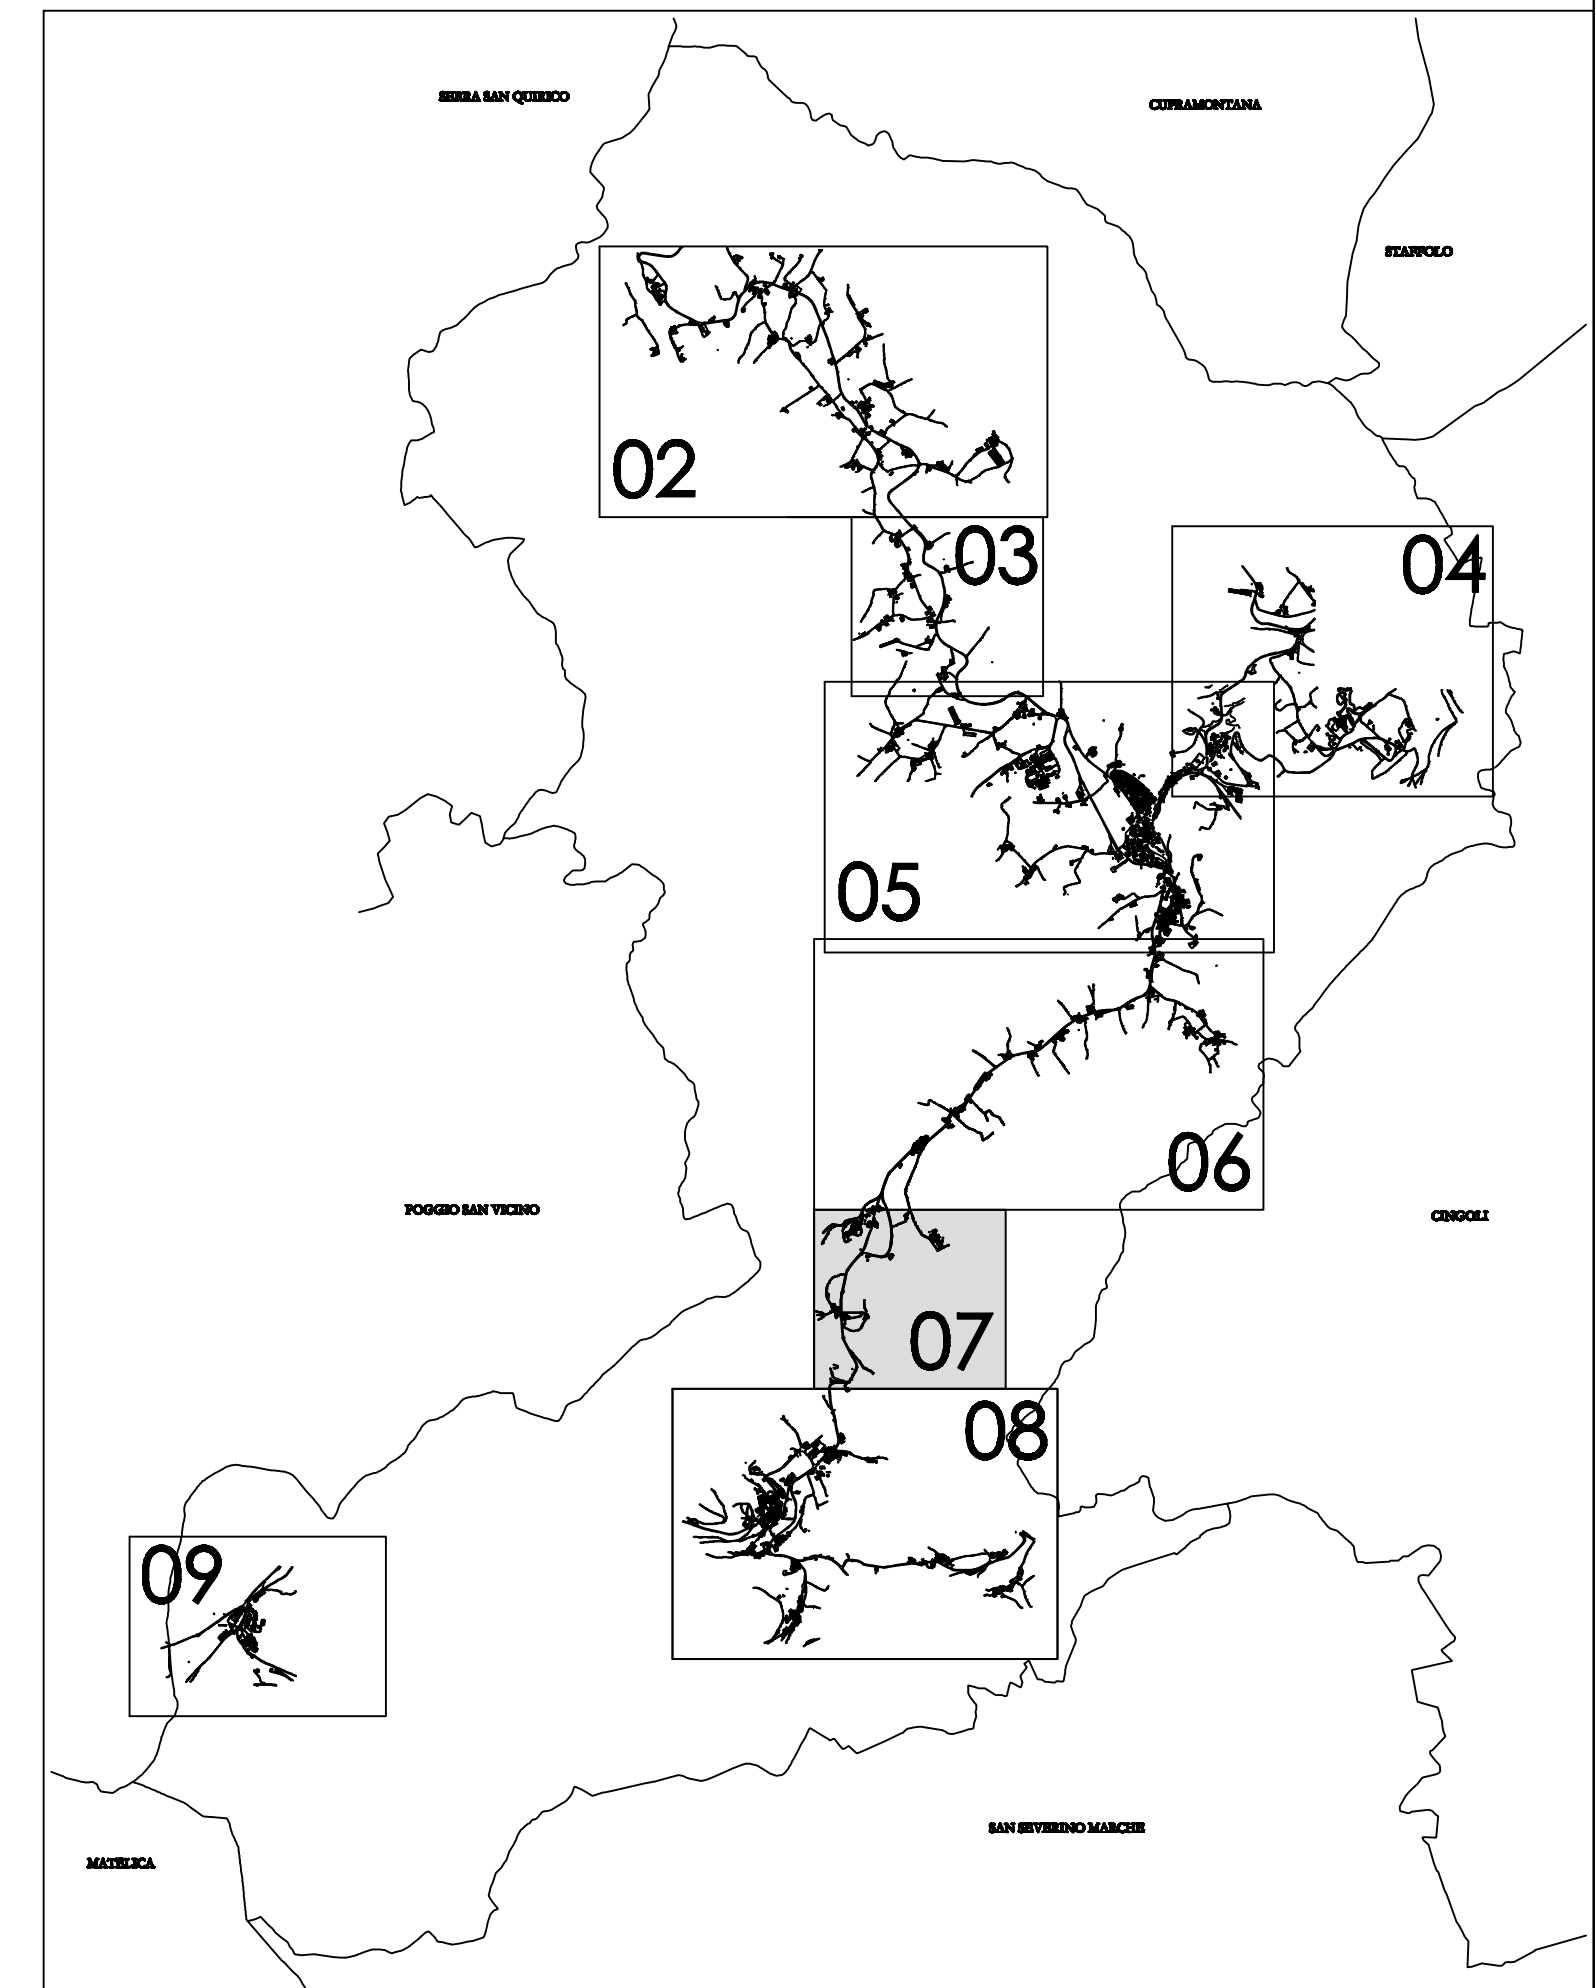 SERRA SAN QUIRICO
CUPRAMONTANA
STAFFOLO
02
03
04
05
06
POGGIO SAN VICINO
CINGOLI
07
08
09
SAN SEVERINO MARCHE
MATELICA